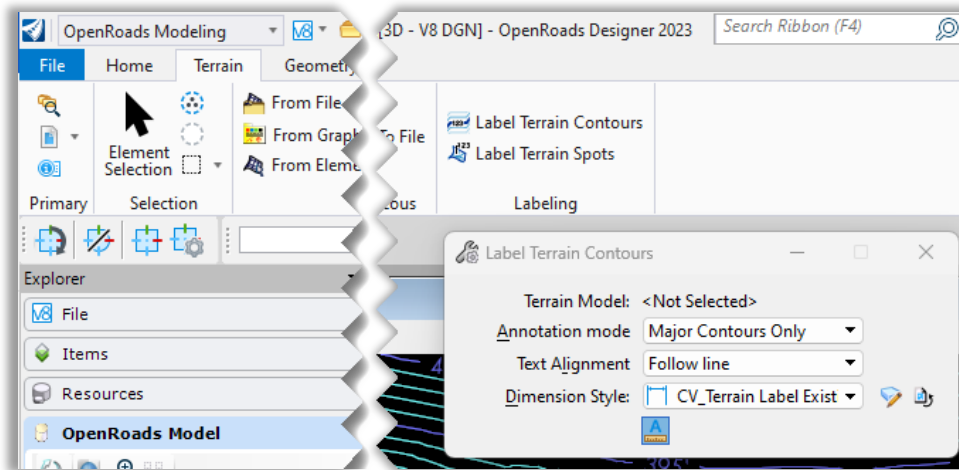 OpenRoads Modeling
[3D - V8 DGN] - OpenRoads Designer 2023
Search Ribbon (F4)
File
Home
Terrain
Geometry
Element
Selection
From File
From Graph
From Eleme
To File
Label Terrain Contours
Label Terrain Spots
Primary
Selection
ous
Labeling
Explorer
File
Items
Resources
OpenRoads Model
Label Terrain Contours
Terrain Model: <Not Selected>
Annotation mode Major Contours Only
Text Alignment Follow line
Dimension Style: CV_Terrain Label Exist
A
395'